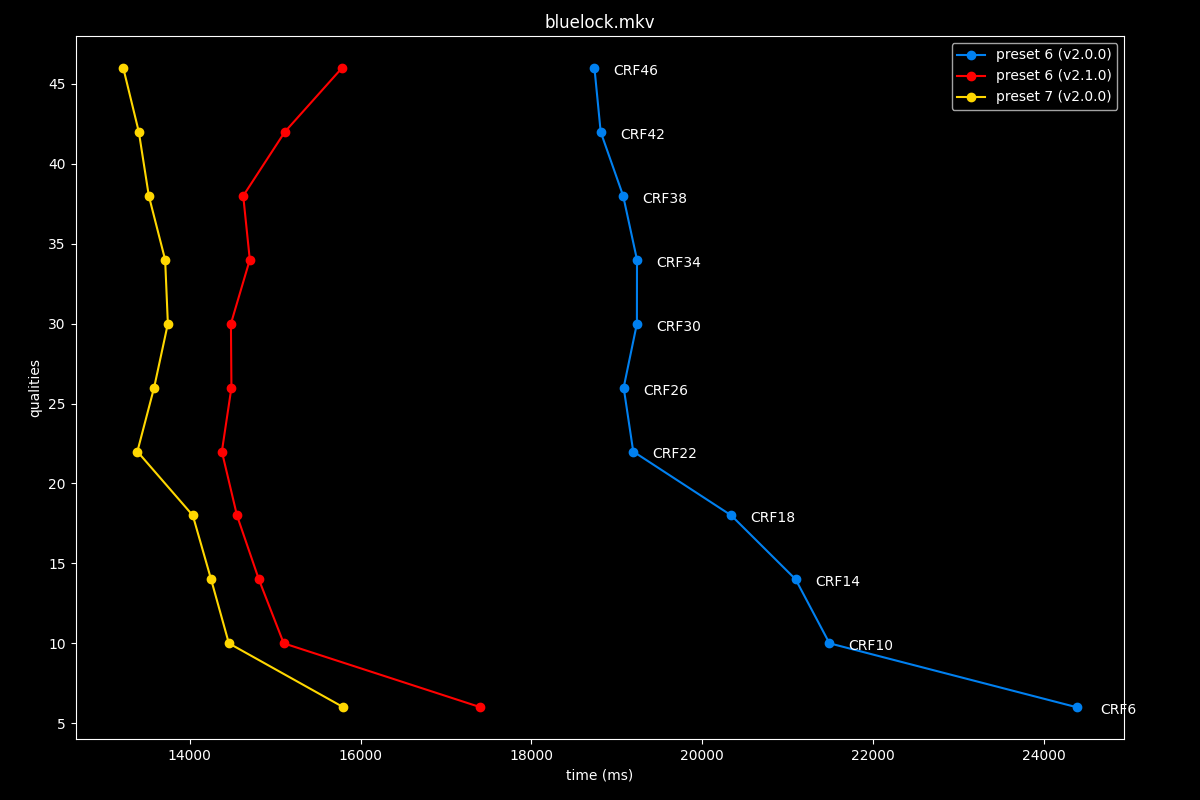 bluelock.mkv
preset 6 (v2.0.0)
preset 6 (v2.1.0)
preset 7 (v2.0.0)
45
40
35
30
25
20
15
10
5
qualities
CRF46
CRF42
CRF38
CRF34
CRF30
CRF26
CRF22
CRF18
CRF14
CRF10
CRF6
14000 16000 18000 20000 22000 24000
time (ms)